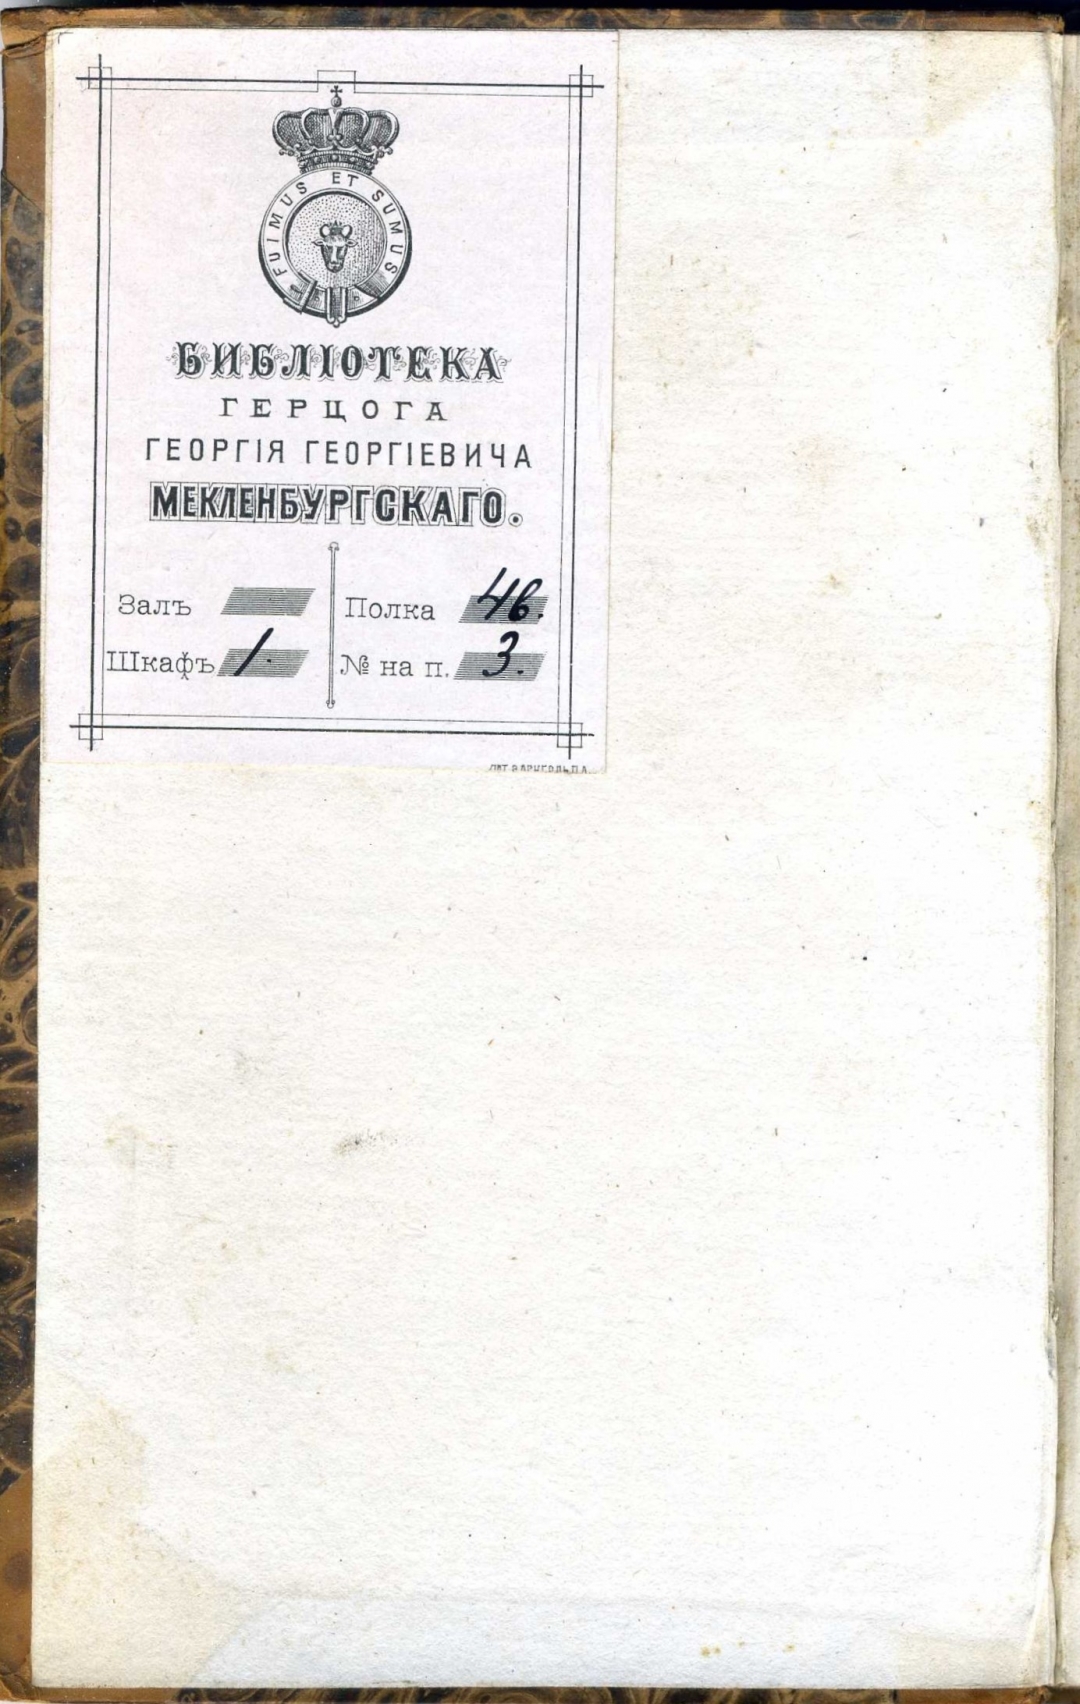 FUIMUS ET SUMUS
БИБЛІОТЕКА
ГЕРЦОГА
ГЕОРГІЯ ГЕОРГІЕВИЧА
МЕКЛЕНБУРГСКАГО.
Залъ
Полка 4в.
Шкафъ 1.
№ на п. 3.